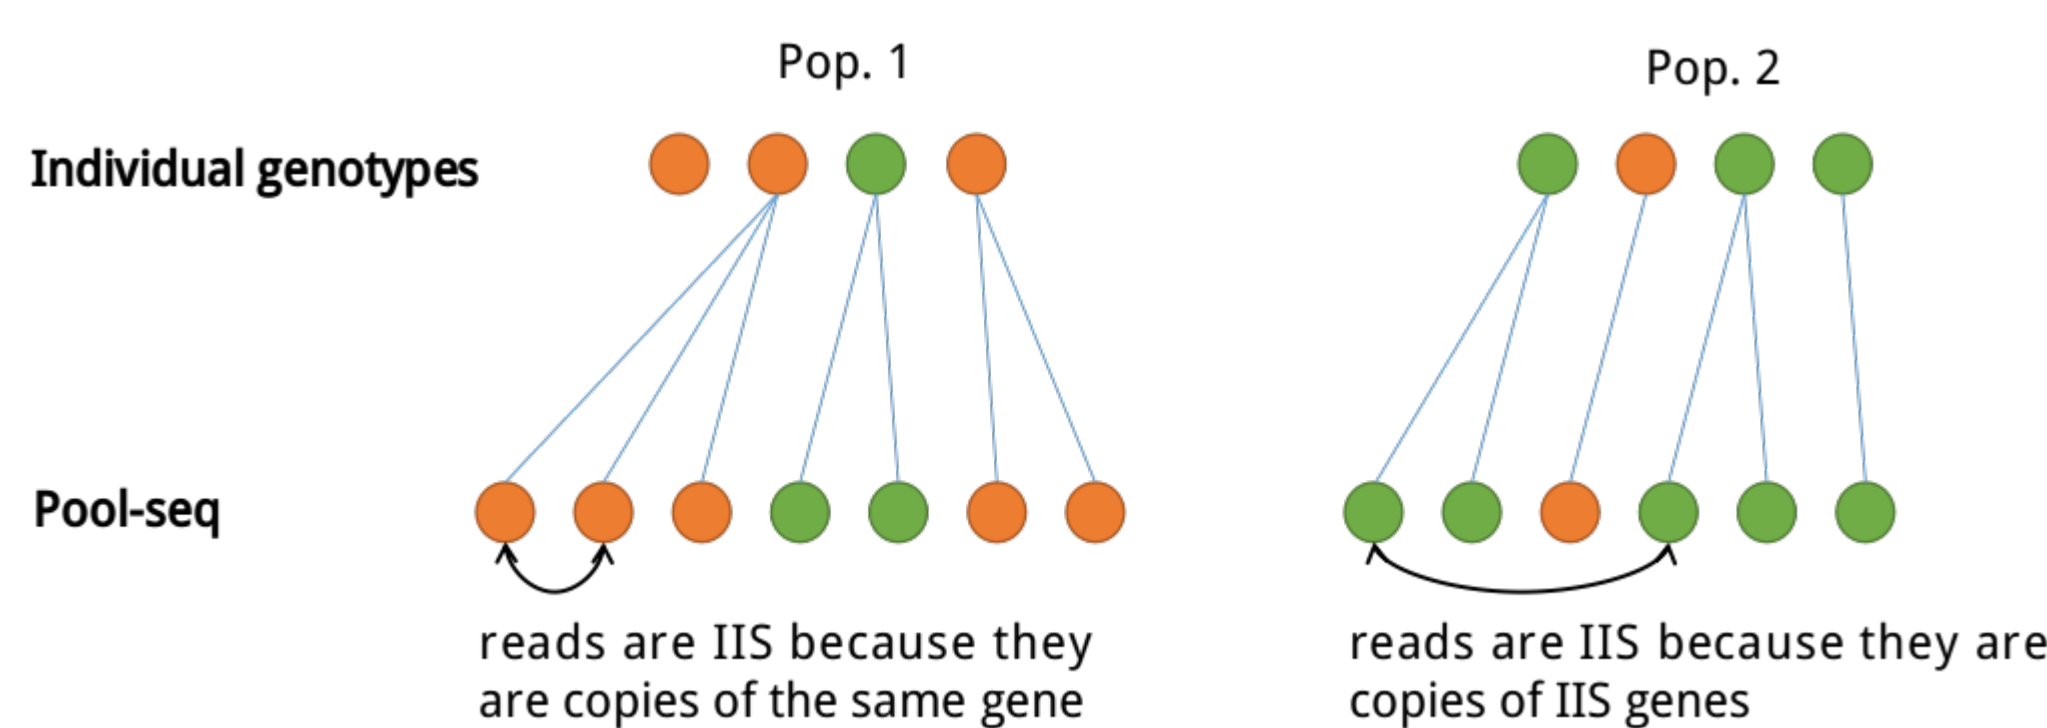 Pop. 1
Pop. 2
Individual genotypes
Pool-seq
reads are IIS because they
are copies of the same gene
reads are IIS because they are
copies of IIS genes